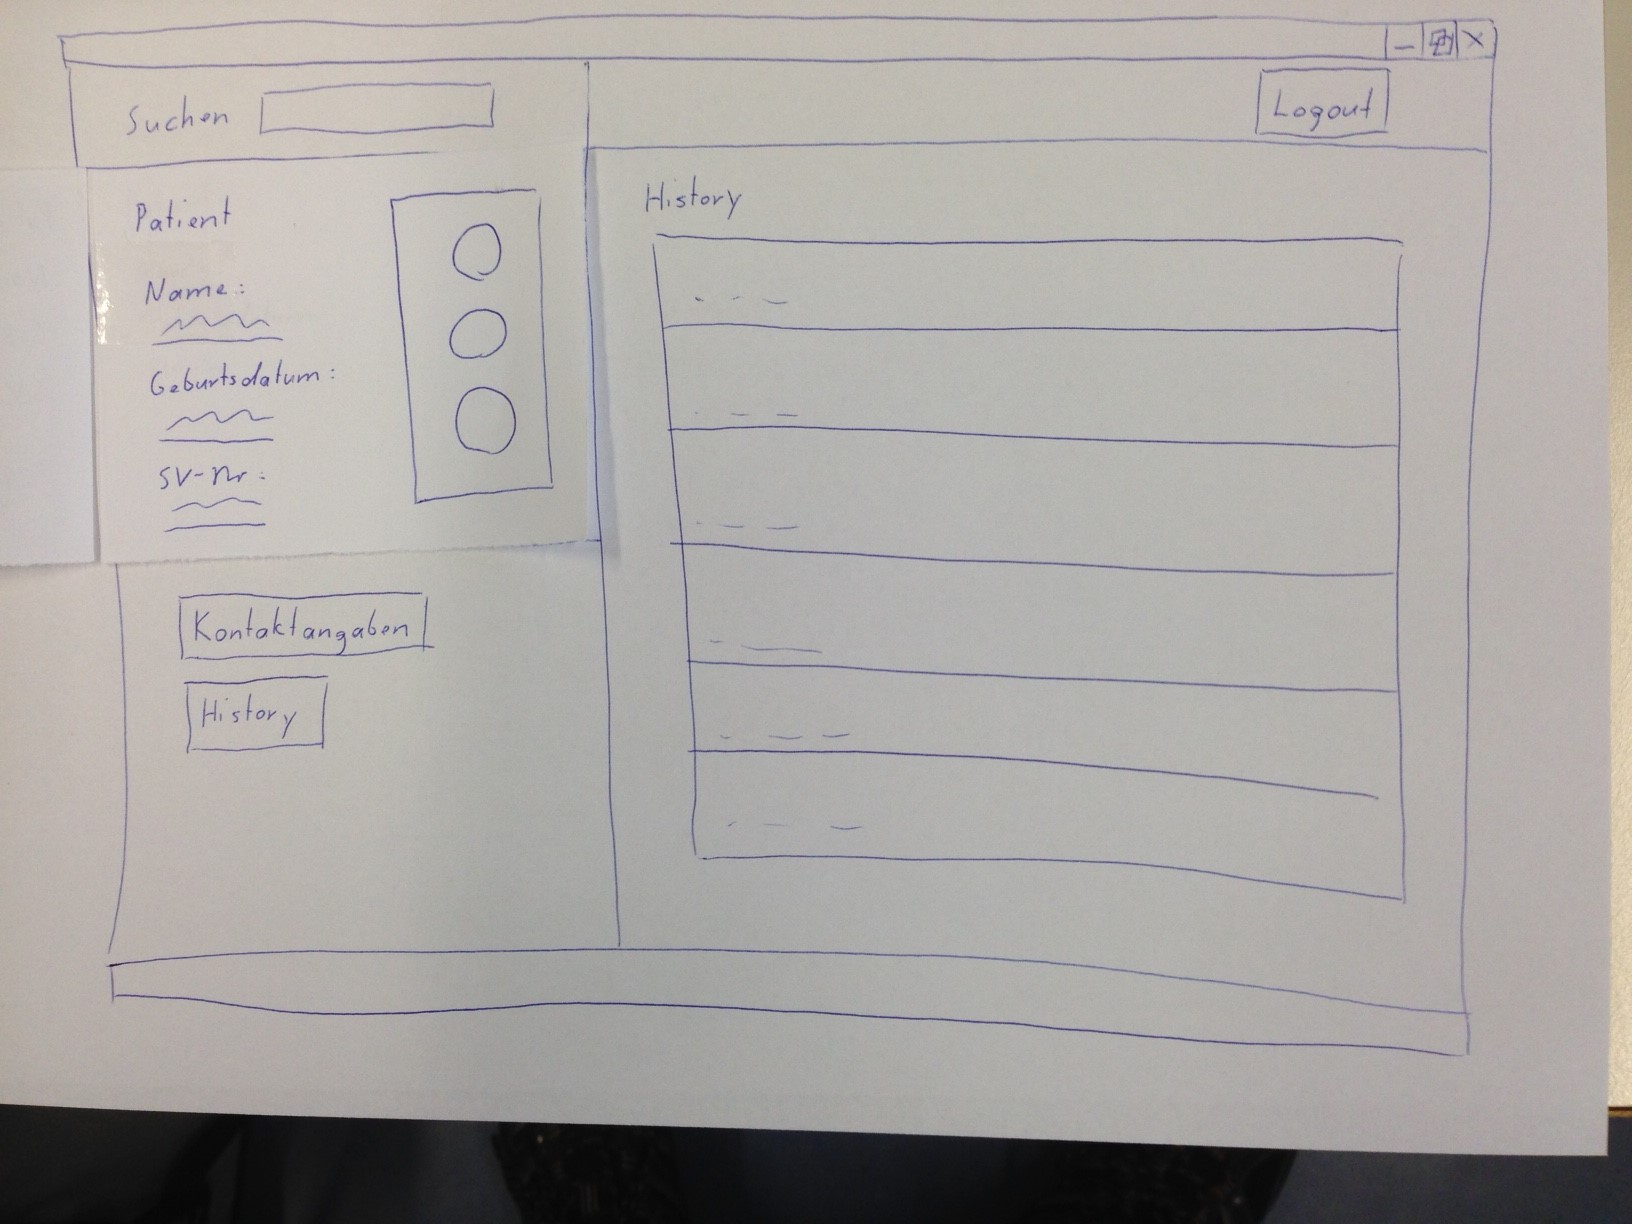 Suchen
Logout
Patient
Name:
Geburtsdatum:
SV-Nr:
Kontaktangaben
History
History